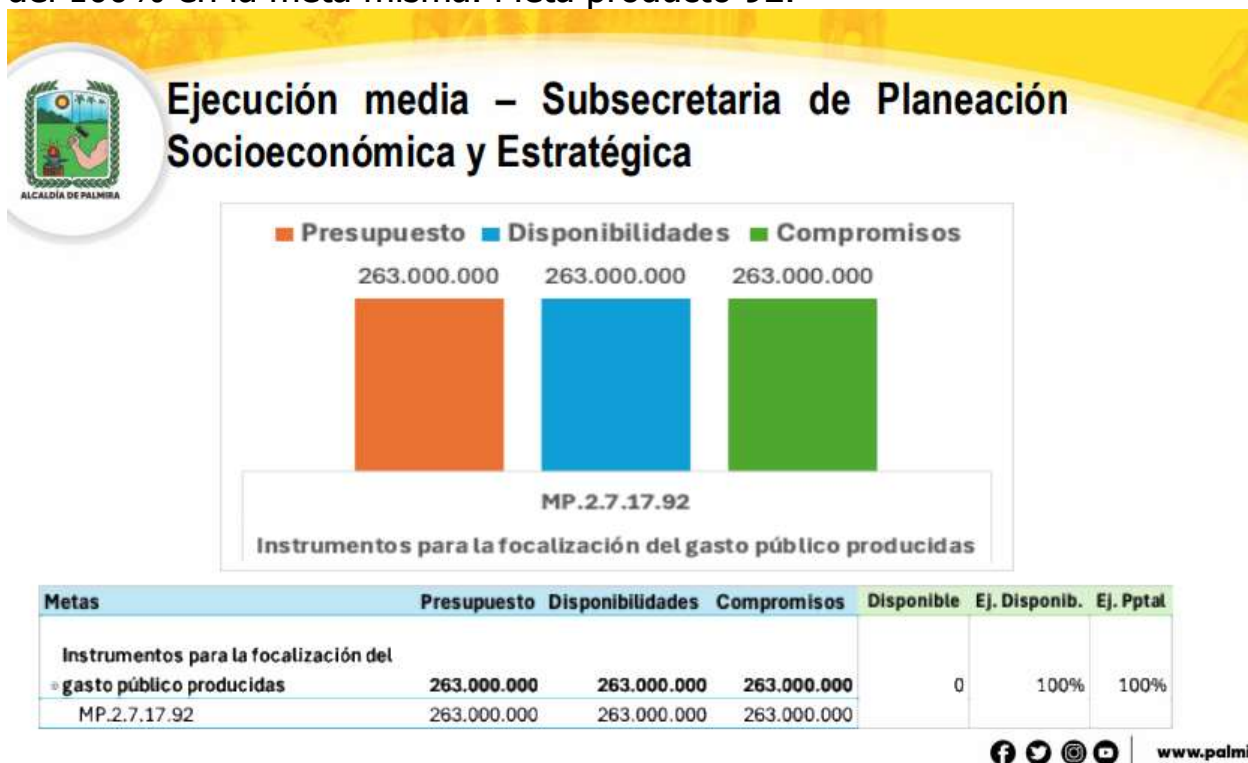 del 100% en la meta misma. Meta producto 92.
ALCALDÍA DE PALMIRA
Ejecución media – Subsecretaria de Planeación
Socioeconómica y Estratégica
Presupuesto Disponibilidades Compromisos
263.000.000 263.000.000 263.000.000
MP.2.7.17.92
Instrumentos para la focalización del gasto público producidas
Metas Presupuesto Disponibilidades Compromisos Disponible Ej. Disponib. Ej. Pptal
Instrumentos para la focalización del
gasto público producidas 263.000.000 263.000.000 263.000.000 0 100% 100%
MP.2.7.17.92 263.000.000 263.000.000 263.000.000
www.palmi